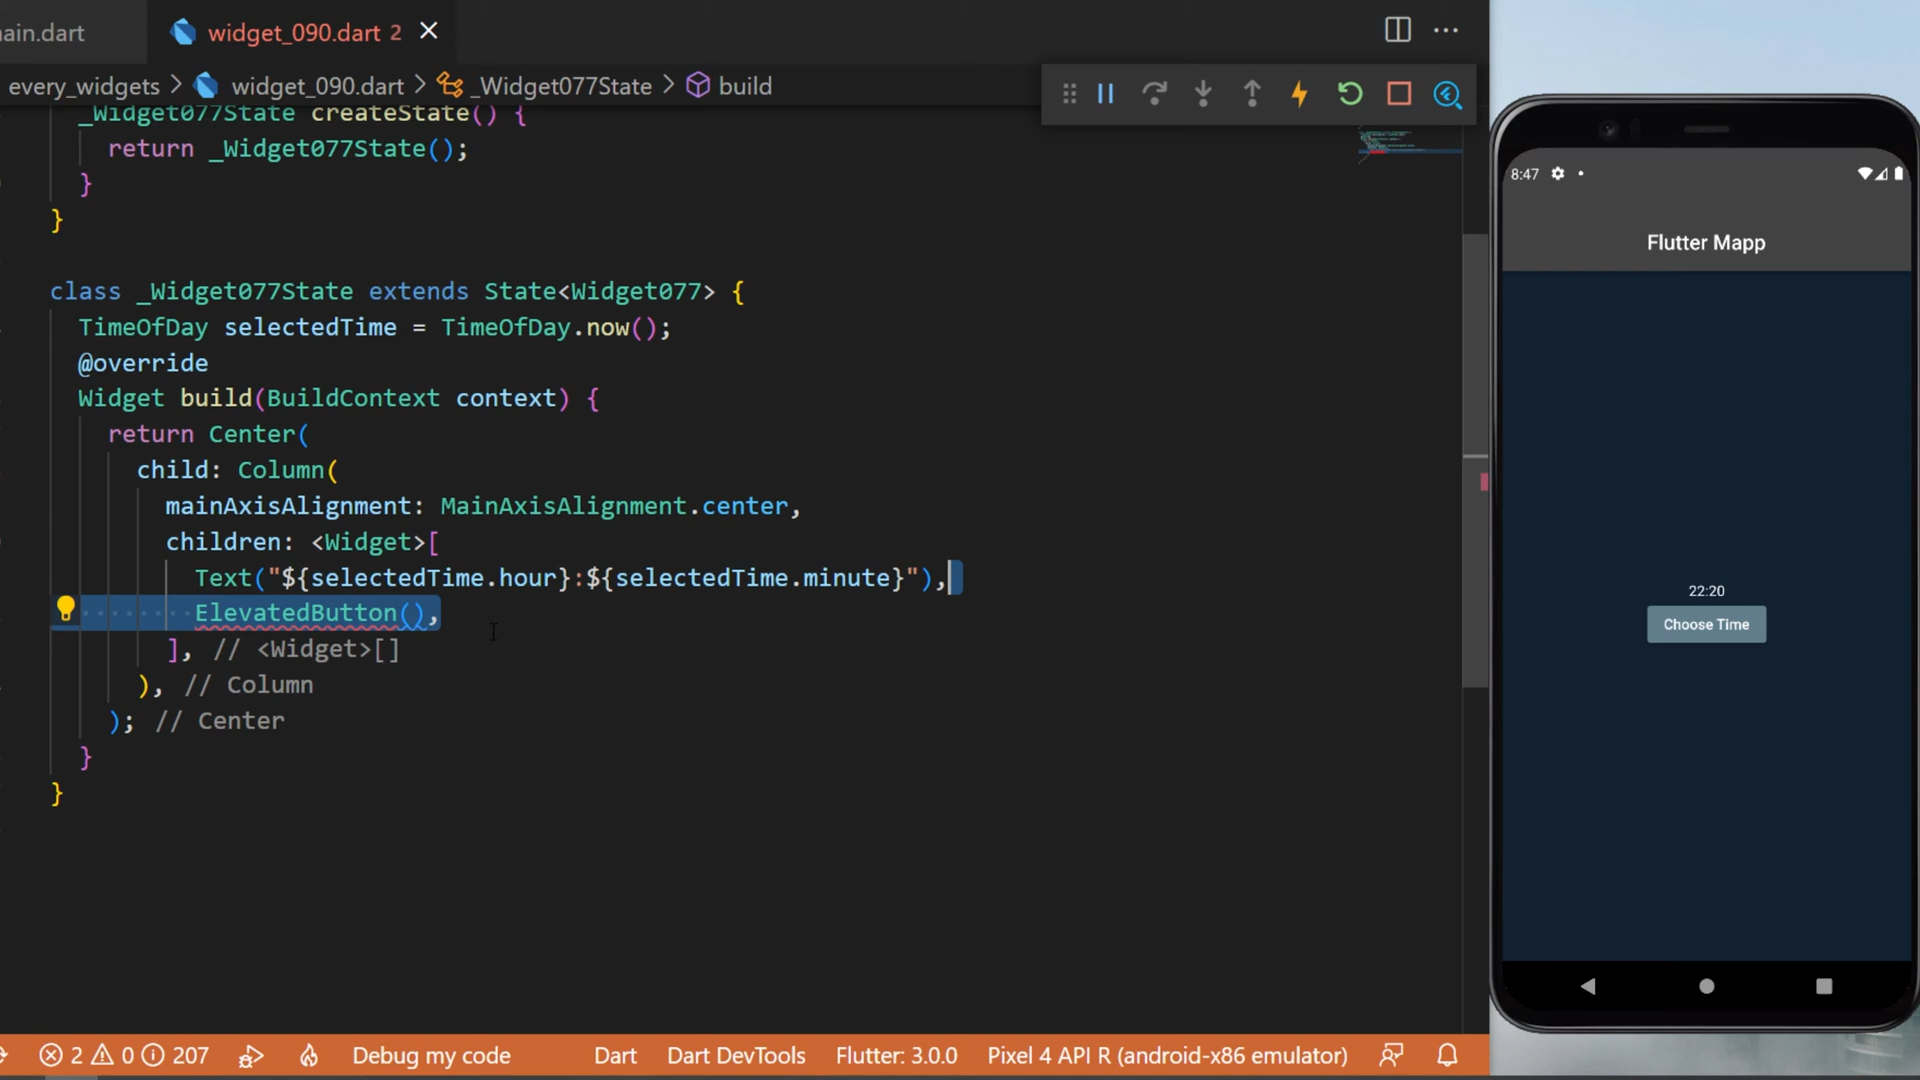 ain.dart
widget_090.dart 2
every_widgets > widget_090.dart > _Widget077State > build
_Widget077State createState() {
return _Widget077State();
}
}
class _Widget077State extends State<Widget077> {
TimeOfDay selectedTime = TimeOfDay.now();
@override
Widget build(BuildContext context) {
return Center(
child: Column(
mainAxisAlignment: MainAxisAlignment.center,
children: <Widget>[
Text("${selectedTime.hour}:${selectedTime.minute}"),
ElevatedButton(),
], // <Widget>[]
), // Column
); // Center
}
}
2 0 207 Debug my code Dart Dart DevTools Flutter: 3.0.0 Pixel 4 API R (android-x86 emulator)
8:47
Flutter Mapp
22:20
Choose Time